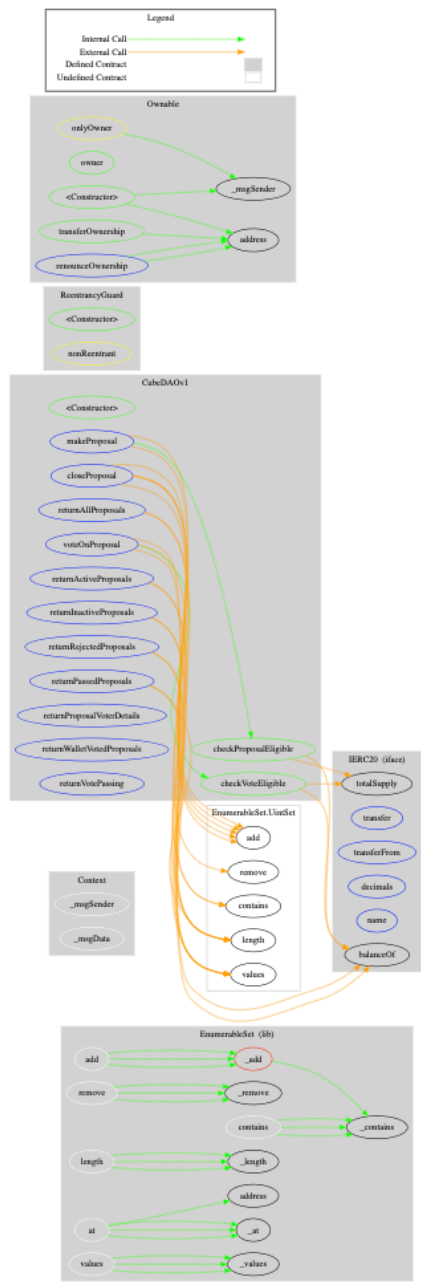 Legend
Internal Call
External Call
Defined Contract
Undefined Contract
Ownable
onlyOwner
owner
_msgSender
<Constructor>
transferOwnership
address
renounceOwnership
ReentrancyGuard
<Constructor>
nonReentrant
CubeDAOv1
<Constructor>
makeProposal
closeProposal
returnAllProposals
voteOnProposal
returnActiveProposals
returnInactiveProposals
returnRejectedProposals
returnPassedProposals
returnProposalVoterDetails
returnWalletVotedProposals
checkProposalEligible
returnVotePassing
checkVoteEligible
IERC20 (iface)
totalSupply
transfer
transferFrom
decimals
name
balanceOf
EnumerableSet.UintSet
add
remove
contains
length
values
Context
_msgSender
_msgData
EnumerableSet (lib)
add
_add
remove
_remove
contains
_contains
length
_length
address
at
_at
values
_values